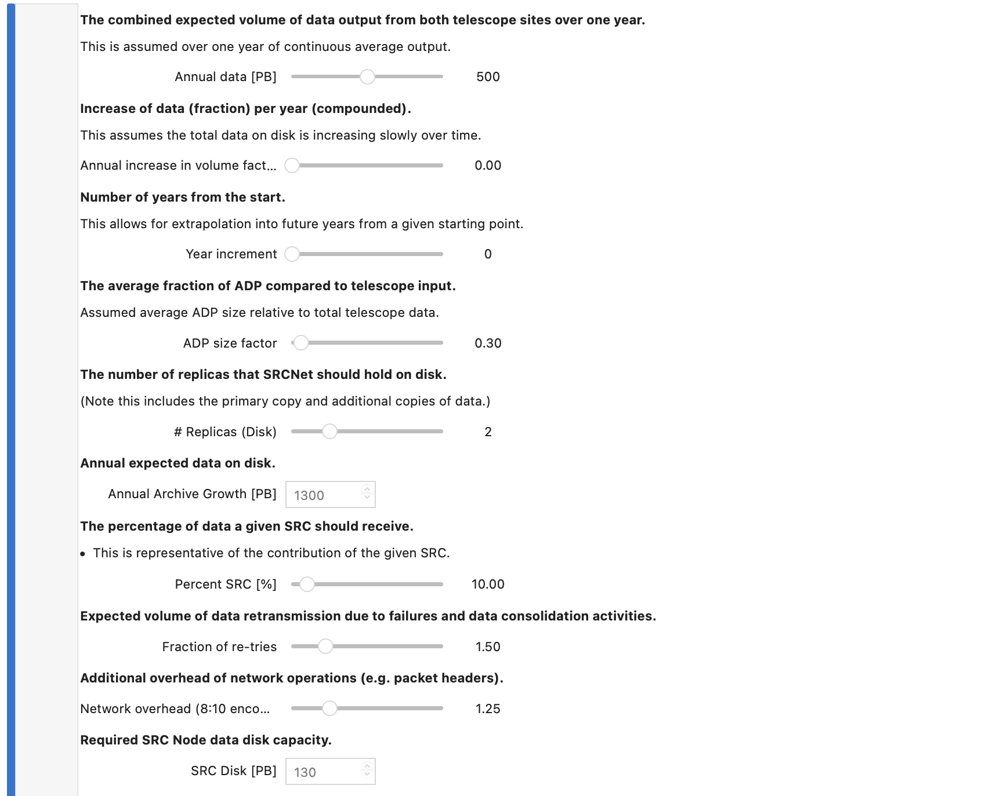 The combined expected volume of data output from both telescope sites over one year.
This is assumed over one year of continuous average output.
Annual data [PB] 500
Increase of data (fraction) per year (compounded).
This assumes the total data on disk is increasing slowly over time.
Annual increase in volume fact... 0.00
Number of years from the start.
This allows for extrapolation into future years from a given starting point.
Year increment 0
The average fraction of ADP compared to telescope input.
Assumed average ADP size relative to total telescope data.
ADP size factor 0.30
The number of replicas that SRCNet should hold on disk.
(Note this includes the primary copy and additional copies of data.)
# Replicas (Disk) 2
Annual expected data on disk.
Annual Archive Growth [PB] 1300
The percentage of data a given SRC should receive.
• This is representative of the contribution of the given SRC.
Percent SRC [%] 10.00
Expected volume of data retransmission due to failures and data consolidation activities.
Fraction of re-tries 1.50
Additional overhead of network operations (e.g. packet headers).
Network overhead (8:10 enco... 1.25
Required SRC Node data disk capacity.
SRC Disk [PB] 130